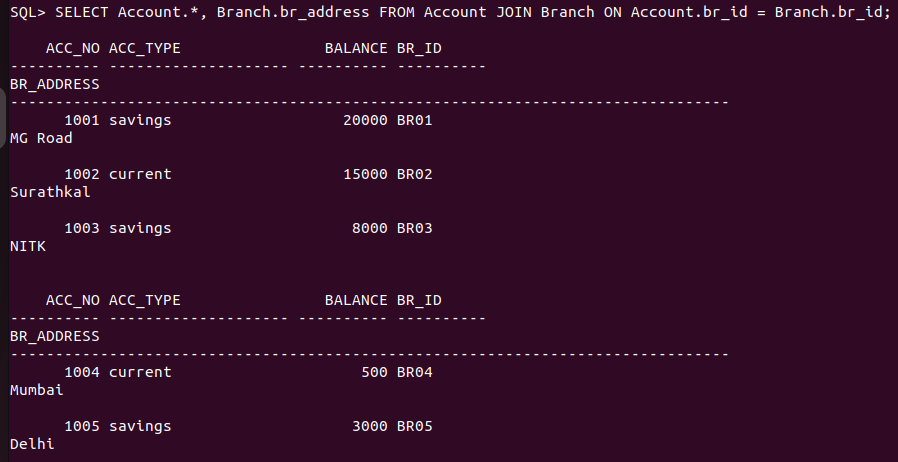 SQL> SELECT Account.*, Branch.br_address FROM Account JOIN Branch ON Account.br_id = Branch.br_id;

    ACC_NO ACC_TYPE                BALANCE BR_ID
---------- -------------------- ---------- ----------
BR_ADDRESS
--------------------------------------------------------------------------------
      1001 savings                   20000 BR01
MG Road

      1002 current                   15000 BR02
Surathkal

      1003 savings                    8000 BR03
NITK


    ACC_NO ACC_TYPE                BALANCE BR_ID
---------- -------------------- ---------- ----------
BR_ADDRESS
--------------------------------------------------------------------------------
      1004 current                     500 BR04
Mumbai

      1005 savings                    3000 BR05
Delhi